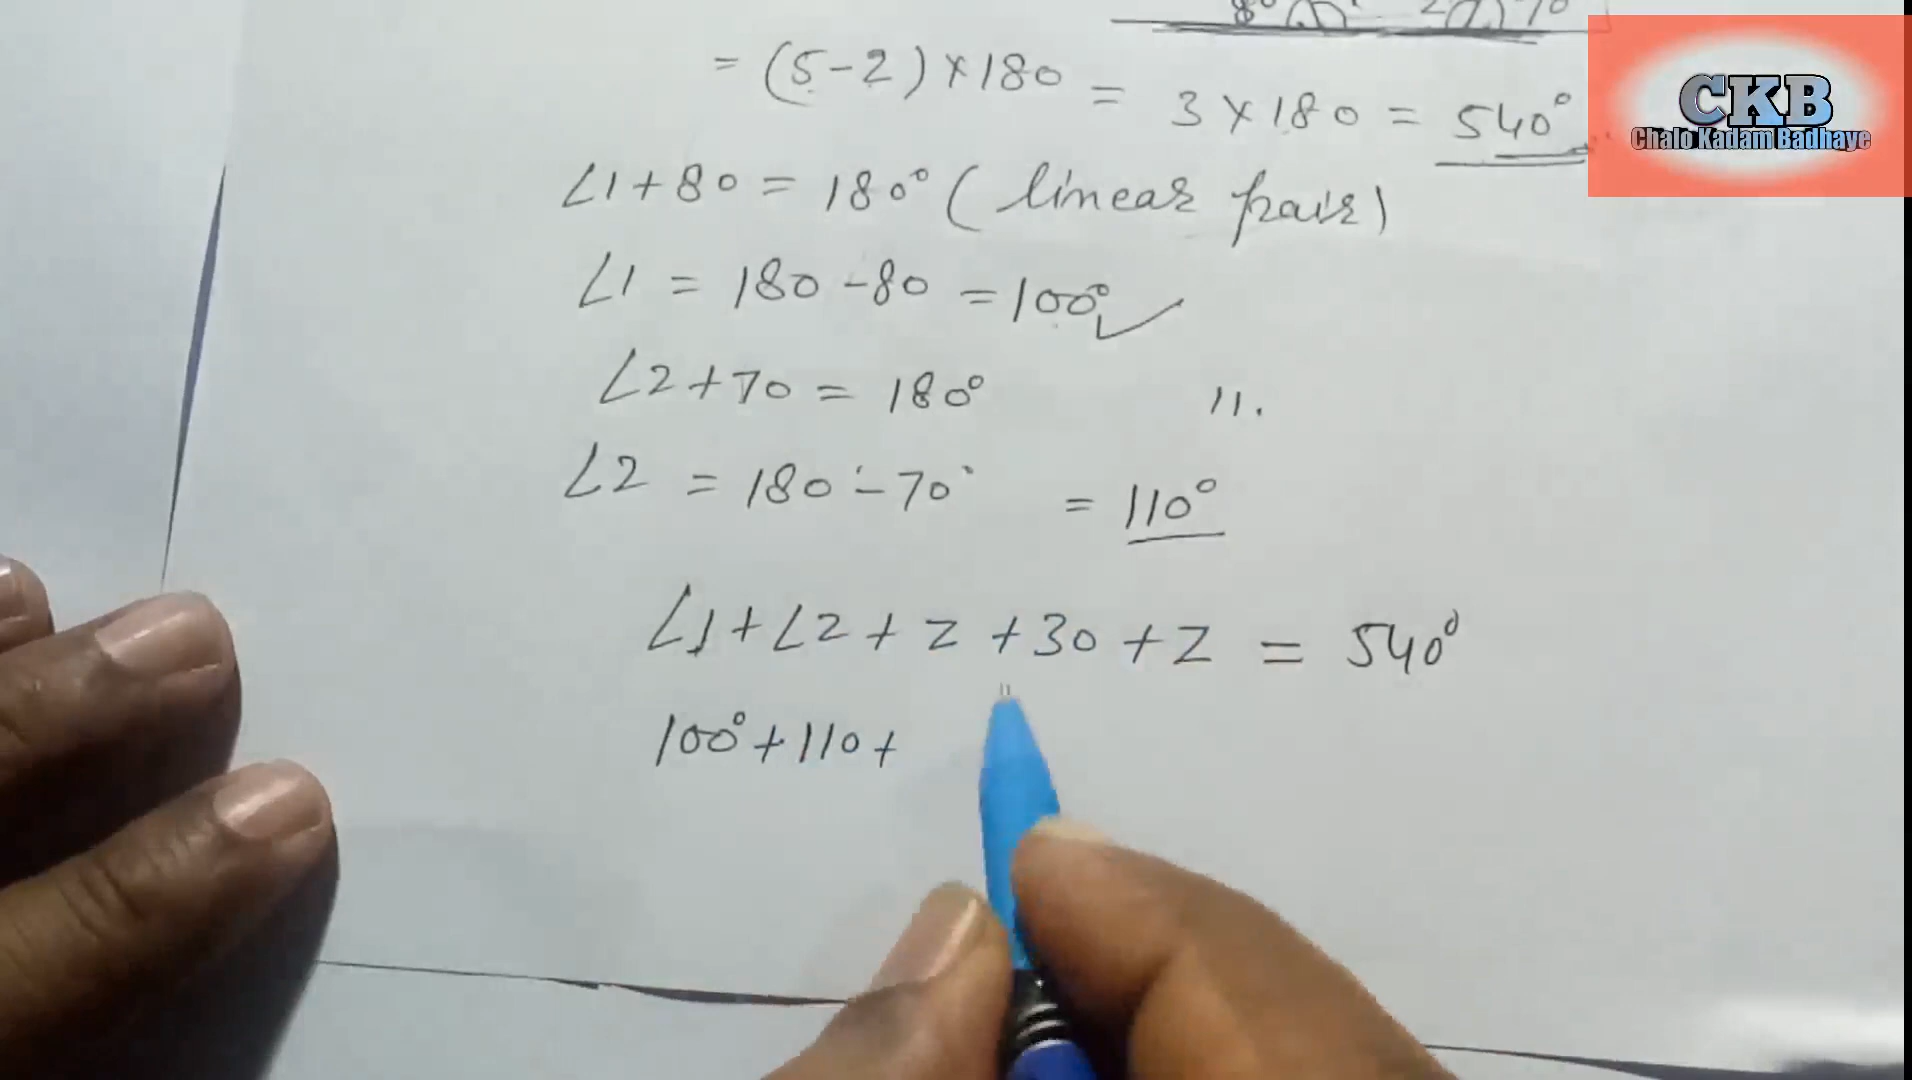 = (5-2) × 180 = 3 × 180 = 540°
CKB
Chalo Kadam Badhaye
∠1 + 80 = 180° ( linear pair)
∠1 = 180 - 80 = 100°
∠2 + 70 = 180° 11.
∠2 = 180 - 70° = 110°
∠1 + ∠2 + Z + 30 + Z = 540°
100° + 110 +